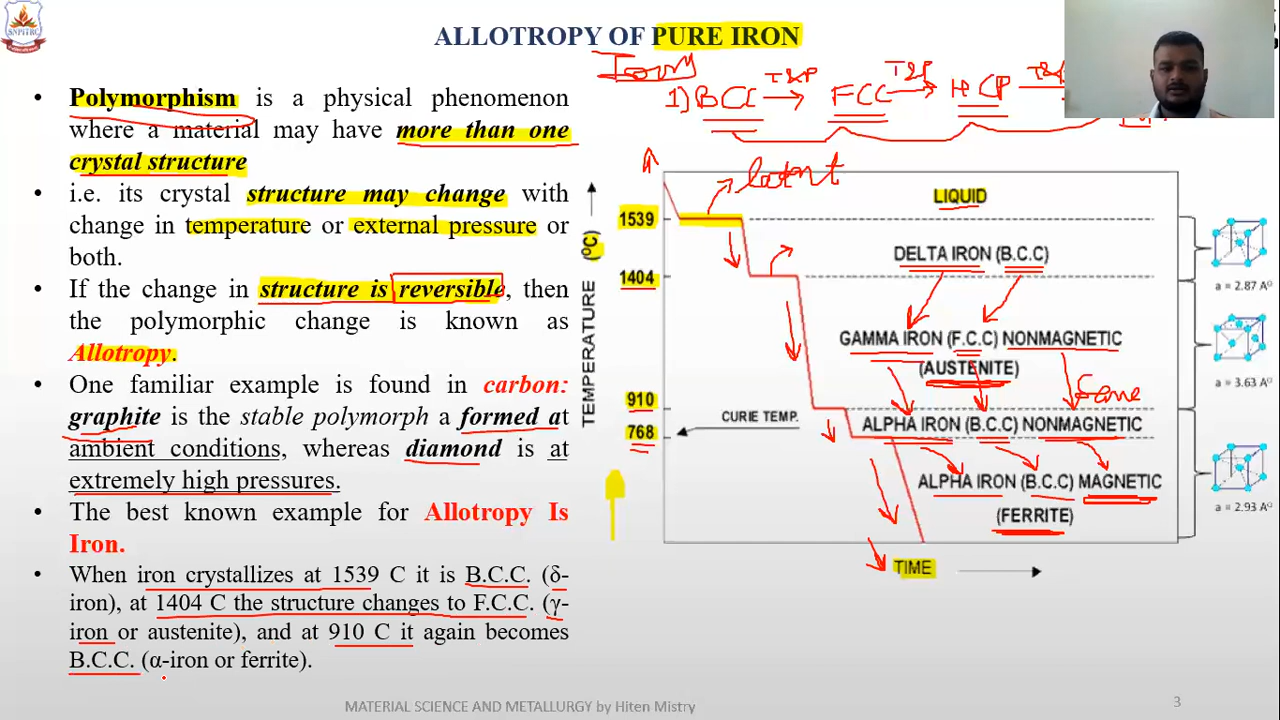 SNPITRC
ALLOTROPY OF PURE IRON
• Polymorphism is a physical phenomenon
where a material may have more than one
crystal structure
• i.e. its crystal structure may change with
change in temperature or external pressure or
both.
• If the change in structure is reversible, then
the polymorphic change is known as
Allotropy.
• One familiar example is found in carbon:
graphite is the stable polymorph a formed at
ambient conditions, whereas diamond is at
extremely high pressures.
• The best known example for Allotropy Is
Iron.
• When iron crystallizes at 1539 C it is B.C.C. (δ-
iron), at 1404 C the structure changes to F.C.C. (γ-
iron or austenite), and at 910 C it again becomes
B.C.C. (α-iron or ferrite).
Iron
1) BCC T&P FCC T&P HCP T&P
latent
LIQUID
1539
DELTA IRON (B.C.C)
1404
a = 2.87 A⁰
GAMMA IRON (F.C.C) NONMAGNETIC
(AUSTENITE)
a = 3.63 A⁰
Same
910
CURIE TEMP.
ALPHA IRON (B.C.C) NONMAGNETIC
768
ALPHA IRON (B.C.C) MAGNETIC
(FERRITE)
a = 2.93 A⁰
TEMPERATURE (⁰C)
TIME
MATERIAL SCIENCE AND METALLURGY by Hiten Mistry
3